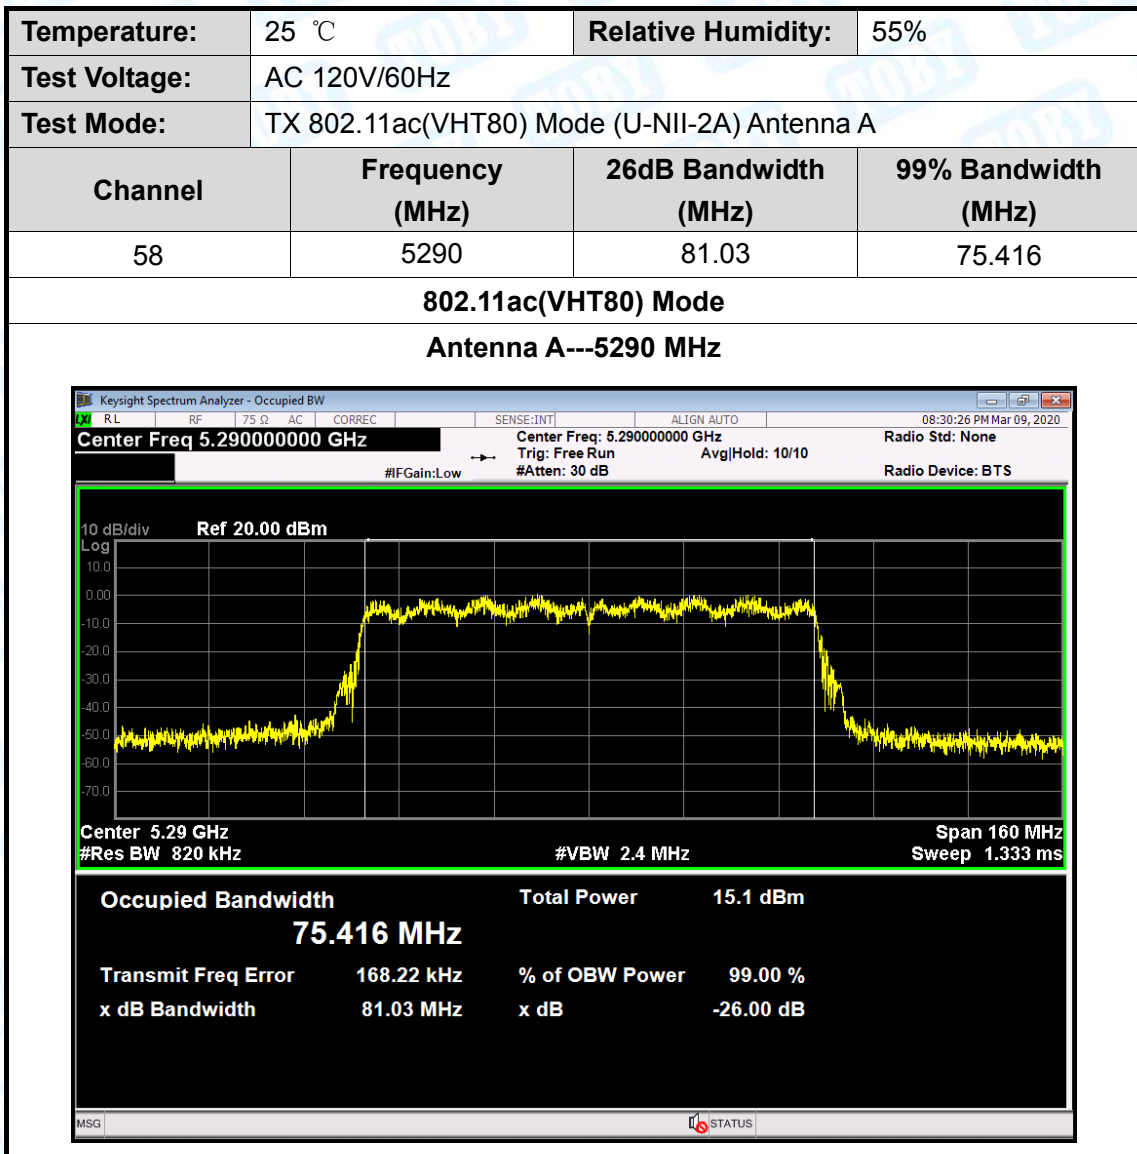 Temperature: 25 ℃ Relative Humidity: 55%
Test Voltage: AC 120V/60Hz
Test Mode: TX 802.11ac(VHT80) Mode (U-NII-2A) Antenna A
Channel Frequency (MHz) 26dB Bandwidth (MHz) 99% Bandwidth (MHz)
58 5290 81.03 75.416
802.11ac(VHT80) Mode
Antenna A---5290 MHz
Keysight Spectrum Analyzer - Occupied BW
LXI RL RF 75 Ω AC CORREC SENSE:INT ALIGN AUTO 08:30:26 PM Mar 09, 2020
Center Freq 5.290000000 GHz Center Freq: 5.290000000 GHz Radio Std: None
Trig: Free Run Avg|Hold: 10/10
#IFGain:Low #Atten: 30 dB Radio Device: BTS
10 dB/div Ref 20.00 dBm
Log
10.0
0.00
-10.0
-20.0
-30.0
-40.0
-50.0
-60.0
-70.0
Center 5.29 GHz Span 160 MHz
#Res BW 820 kHz #VBW 2.4 MHz Sweep 1.333 ms
Occupied Bandwidth Total Power 15.1 dBm
75.416 MHz
Transmit Freq Error 168.22 kHz % of OBW Power 99.00 %
x dB Bandwidth 81.03 MHz x dB -26.00 dB
MSG STATUS
TOBY